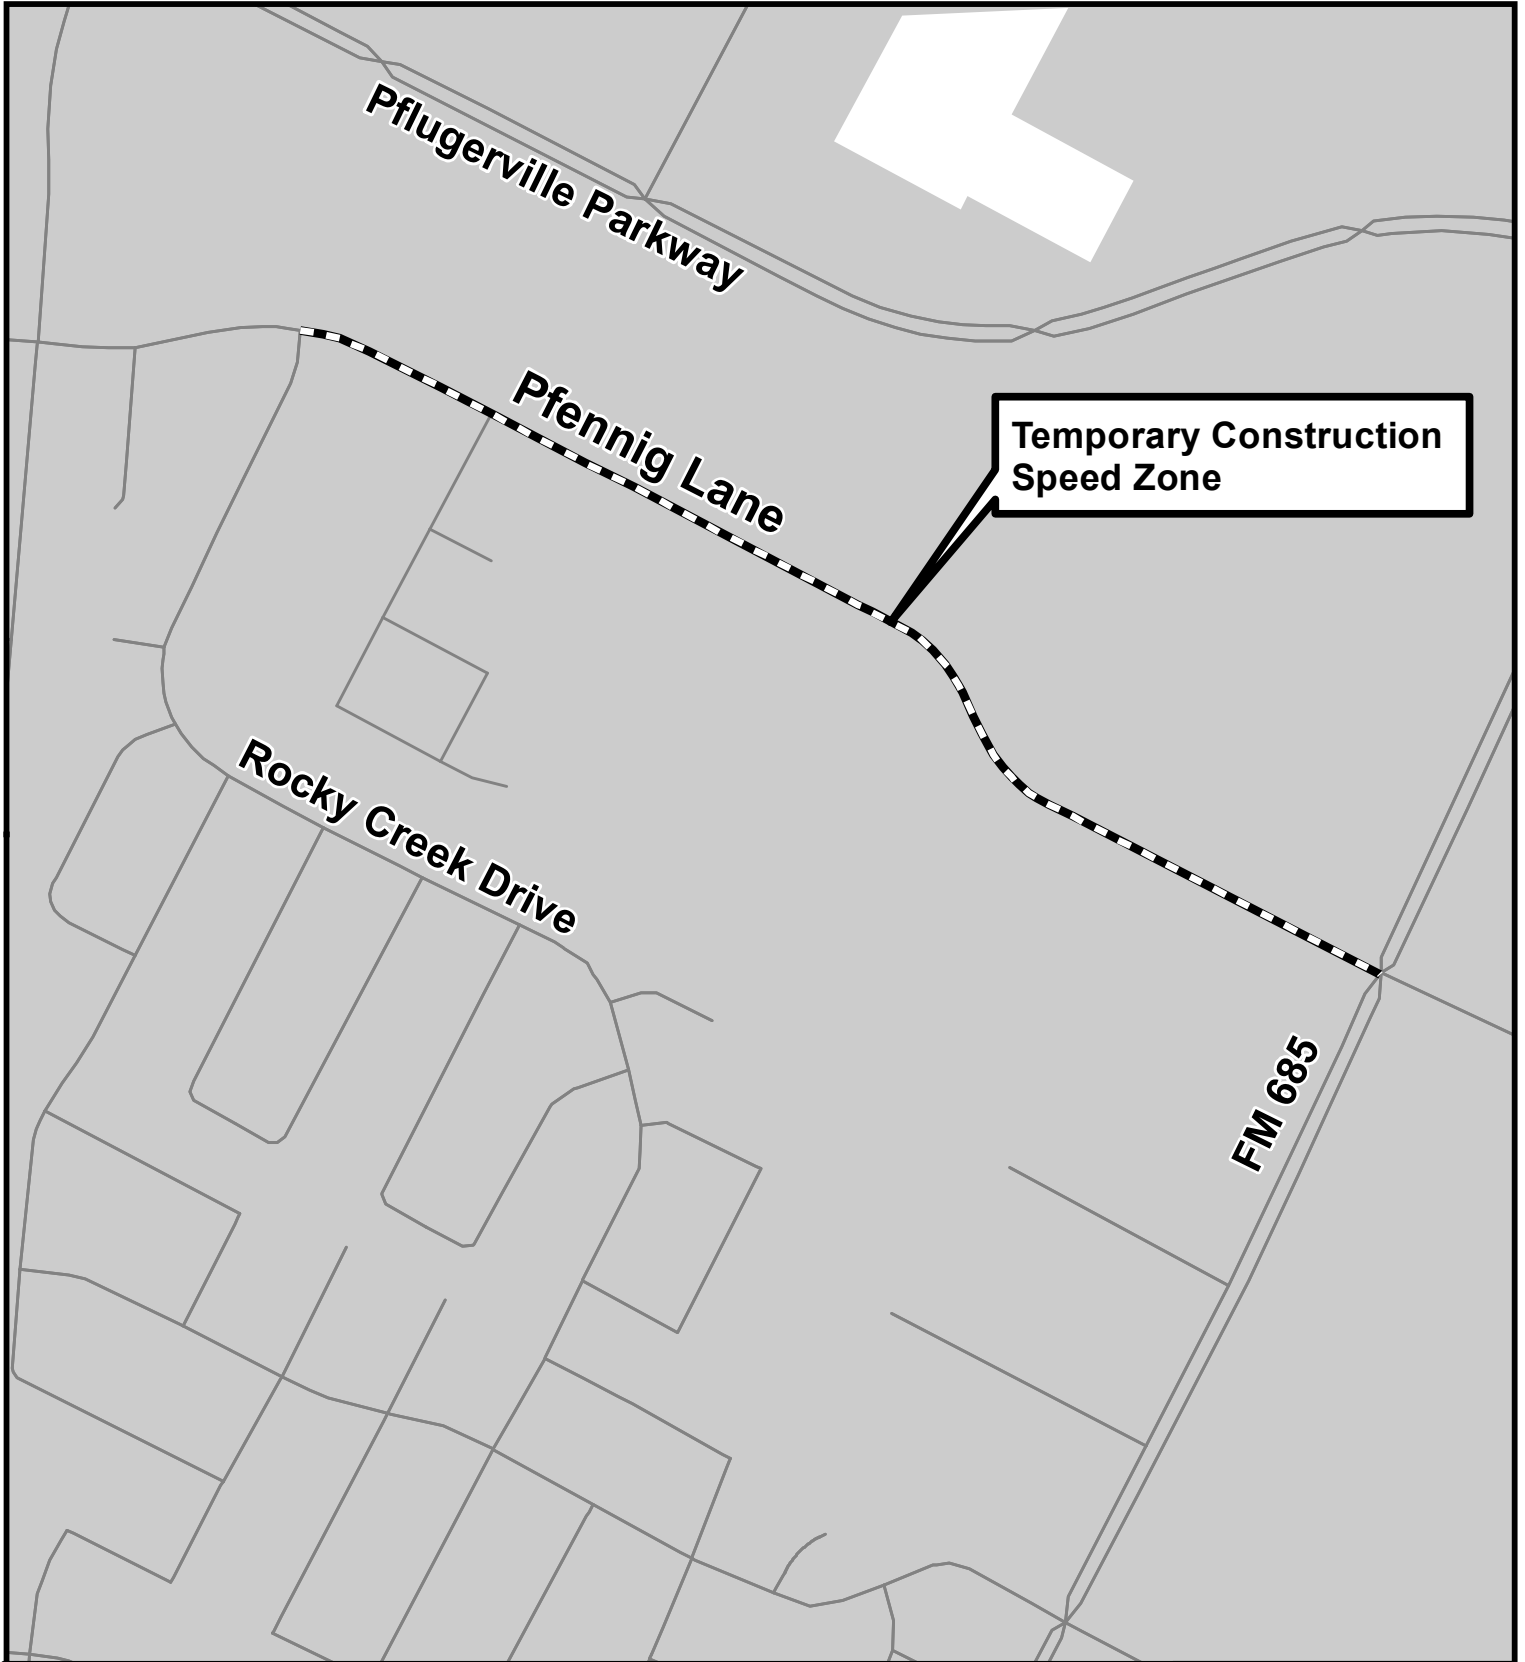 Pflugerville Parkway
Pfennig Lane
Temporary Construction
Speed Zone
Rocky Creek Drive
FM 685